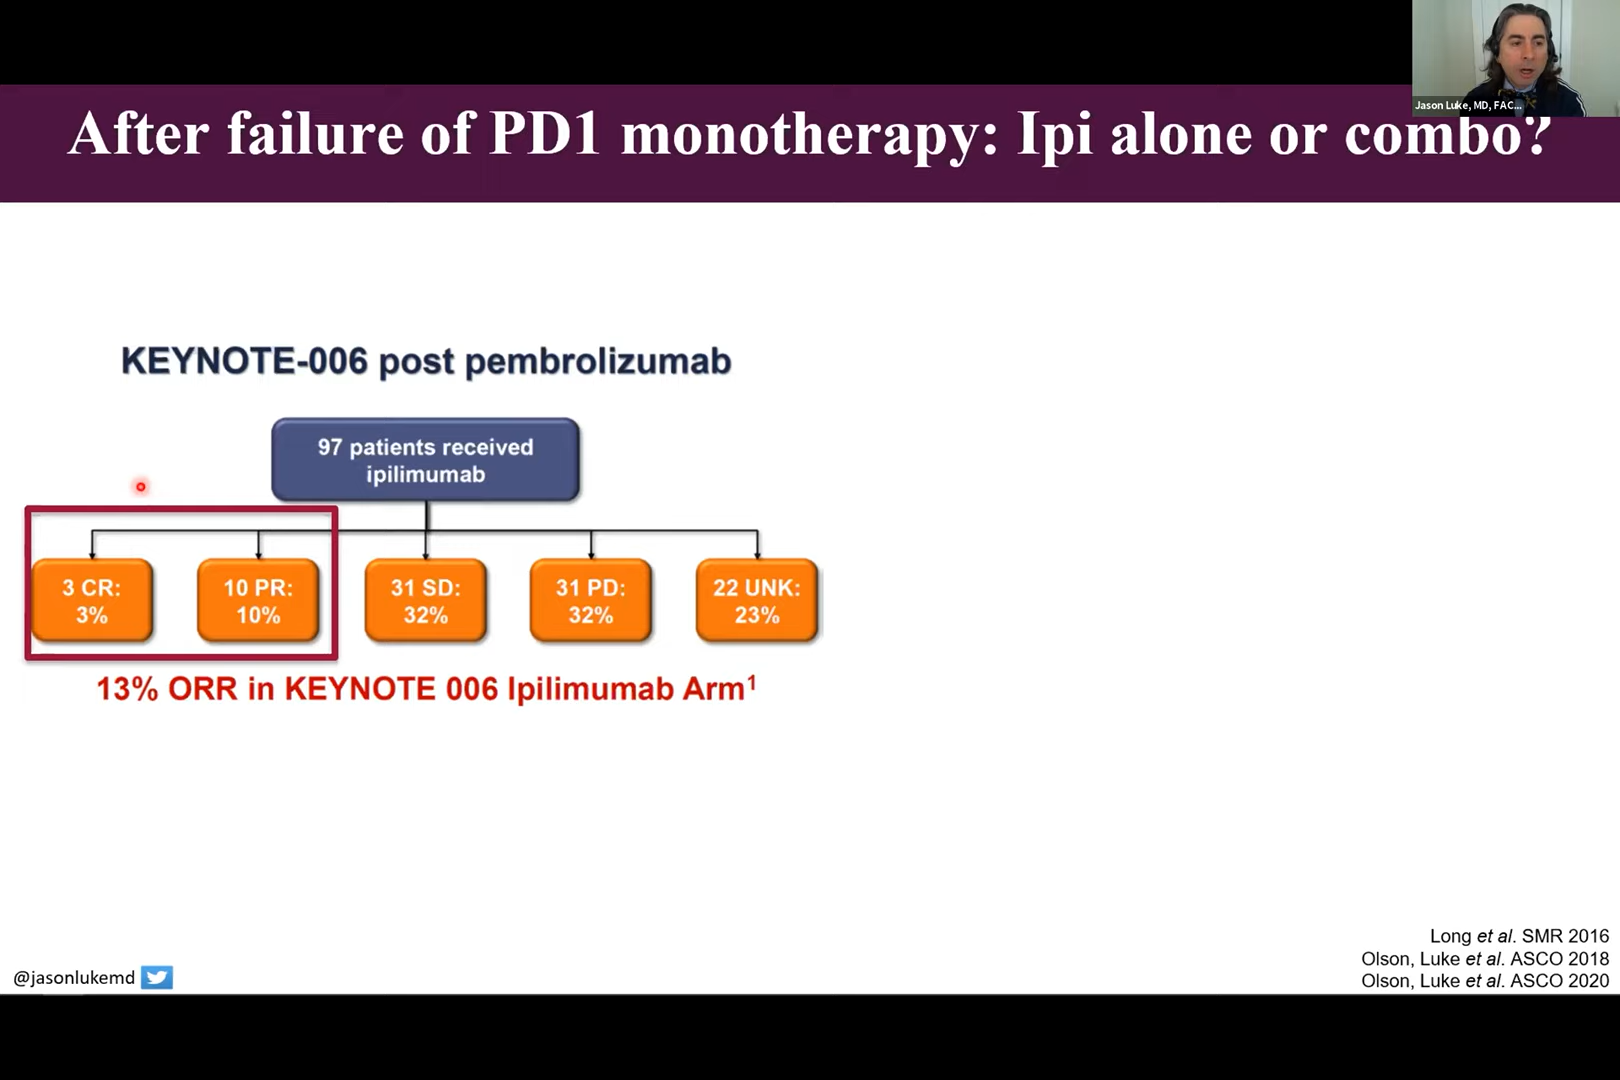 Jason Luke, MD, FAC...
After failure of PD1 monotherapy: Ipi alone or combo?
KEYNOTE-006 post pembrolizumab
97 patients received
ipilimumab
3 CR:
3%
10 PR:
10%
31 SD:
32%
31 PD:
32%
22 UNK:
23%
13% ORR in KEYNOTE 006 Ipilimumab Arm¹
Long et al. SMR 2016
Olson, Luke et al. ASCO 2018
Olson, Luke et al. ASCO 2020
@jasonlukemd